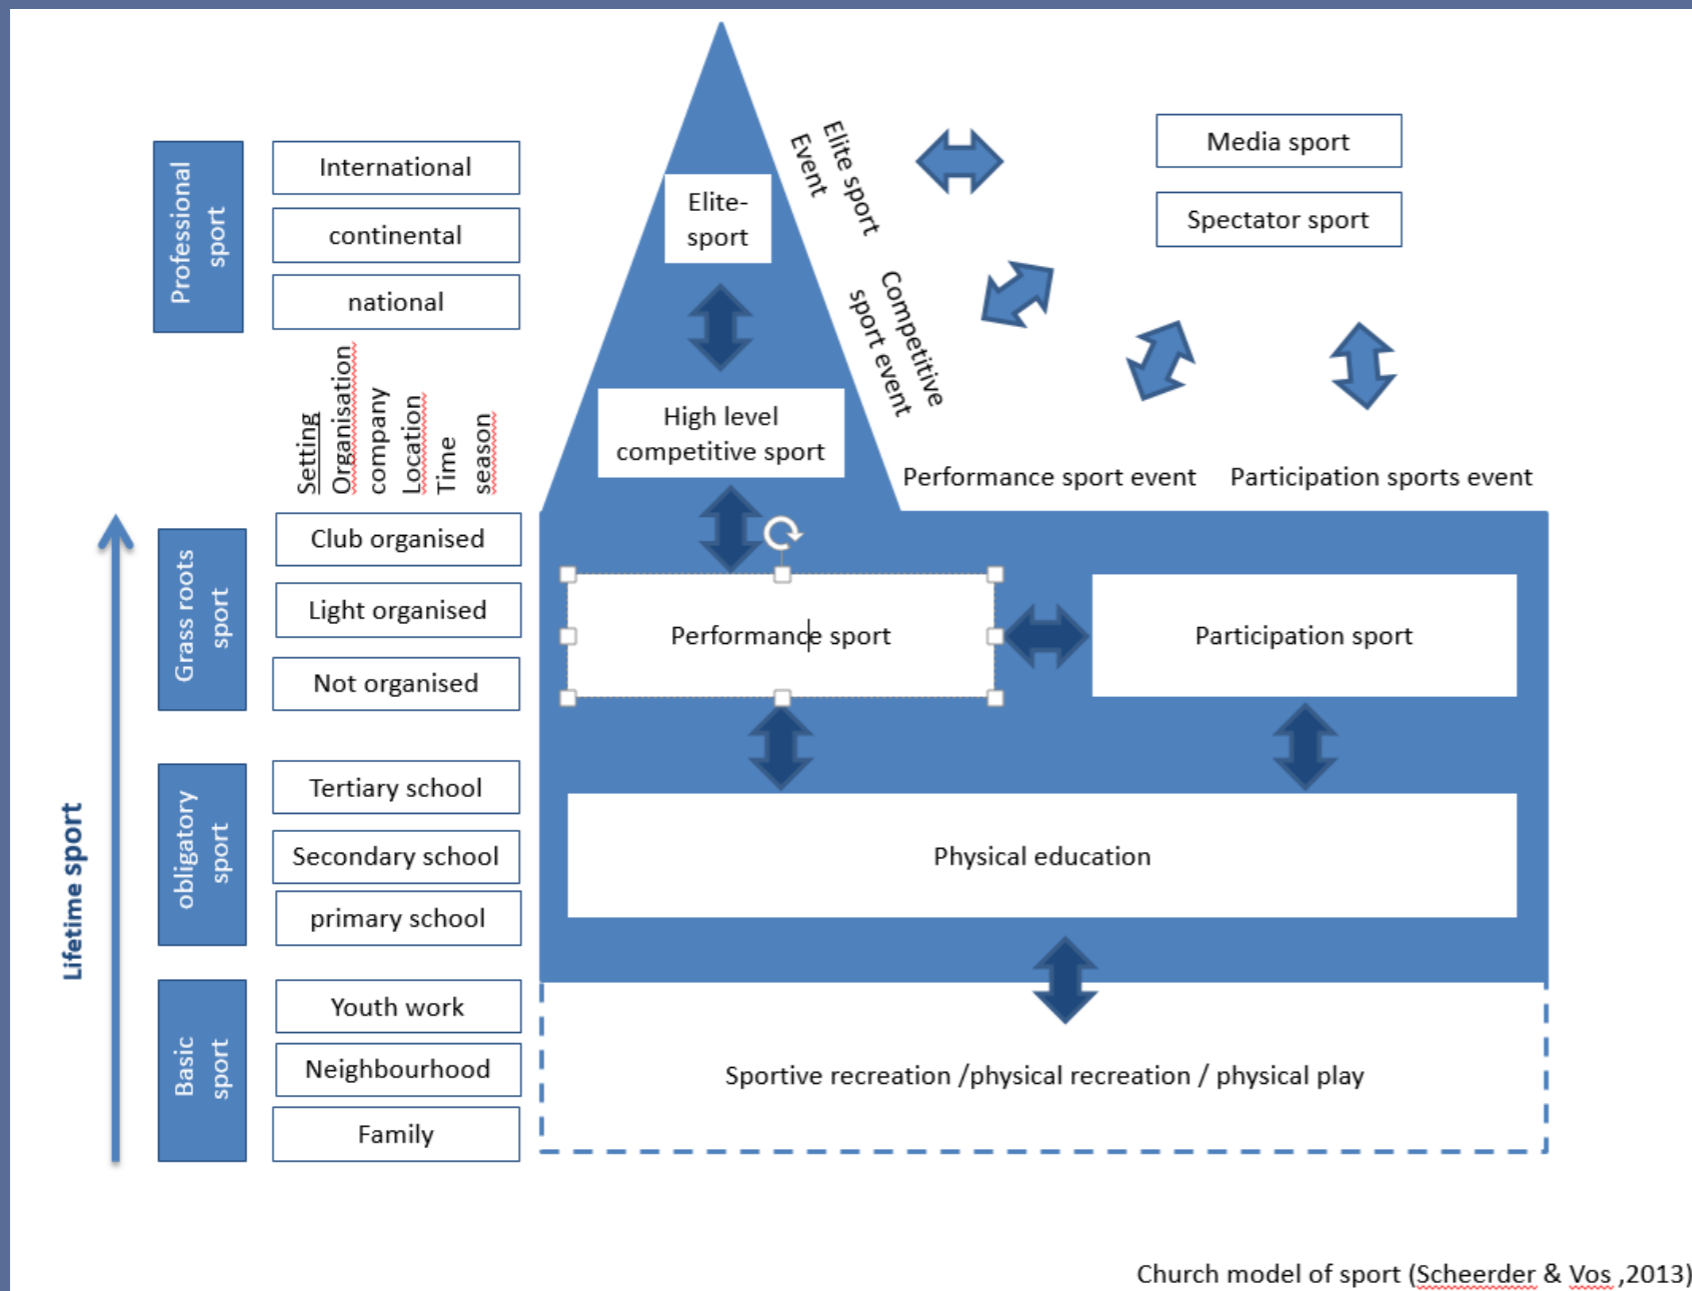 Professional
sport
International
continental
national
Setting
Organisation
company
Location
Time
season
Lifetime sport
Grass roots
sport
Club organised
Light organised
Not organised
obligatory
sport
Tertiary school
Secondary school
primary school
Basic
sport
Youth work
Neighbourhood
Family
Elite-
sport
High level
competitive sport
Elite sport
Event
Competitive
sport event
Media sport
Spectator sport
Performance sport event
Participation sports event
Performance sport
Participation sport
Physical education
Sportive recreation /physical recreation / physical play
Church model of sport (Scheerder & Vos ,2013)